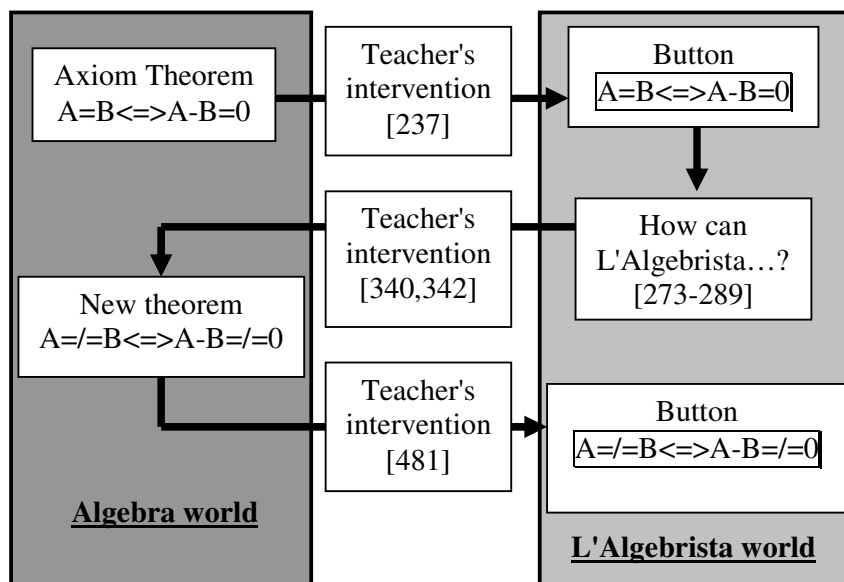 Axiom Theorem
A=B<=>A-B=0
Teacher's
intervention
[237]
Button
A=B<=>A-B=0
How can
L'Algebrista…?
[273-289]
Teacher's
intervention
[340,342]
New theorem
A=/=B<=>A-B=/=0
Teacher's
intervention
[481]
Button
A=/=B<=>A-B=/=0
Algebra world
L'Algebrista world